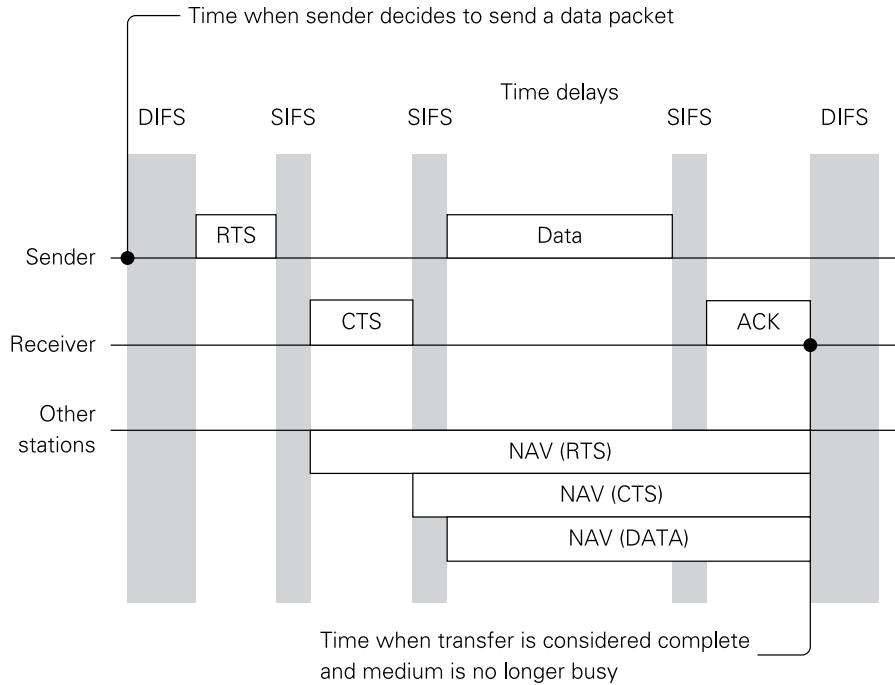 Time when sender decides to send a data packet
Time delays
DIFS SIFS SIFS SIFS DIFS
RTS Data
Sender
CTS ACK
Receiver
Other
stations
NAV (RTS)
NAV (CTS)
NAV (DATA)
Time when transfer is considered complete
and medium is no longer busy